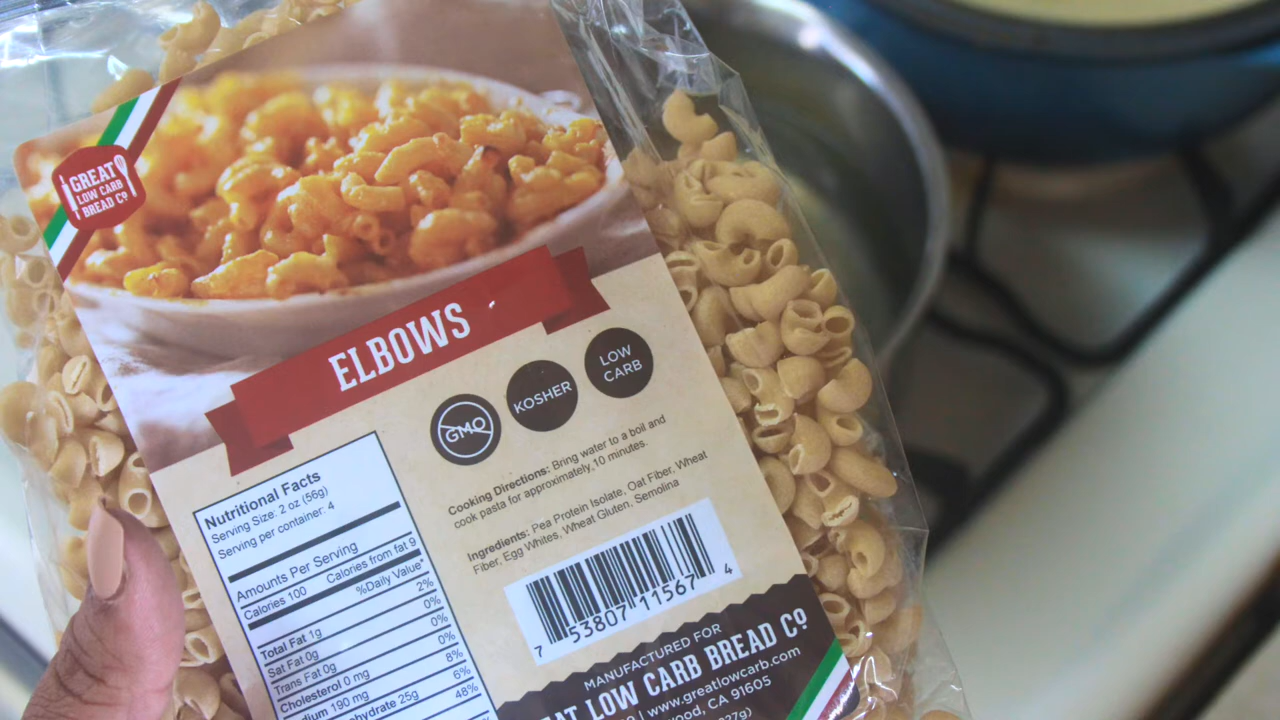 GREAT
LOW CARB
BREAD Cº
ELBOWS
GMO
KOSHER
LOW
CARB
Cooking Directions: Bring water to a boil and
cook pasta for approximately,10 minutes.
Ingredients: Pea Protein Isolate, Oat Fiber, Wheat
Fiber, Egg Whites, Wheat Gluten, Semolina
Nutritional Facts
Serving Size: 2 oz (56g)
Serving per container: 4
Amounts Per Serving
Calories 100 Calories from fat 9
%Daily Value*
Total Fat 1g 2%
Sat Fat 0g 0%
Trans Fat 0g 0%
Cholesterol 0 mg 0%
dium 190 mg 8%
ohydrate 25g 6%
48%
7 53807 11567 4
MANUFACTURED FOR
EAT LOW CARB BREAD Cº
| www.greatlowcarb.com
wood, CA 91605
227g)